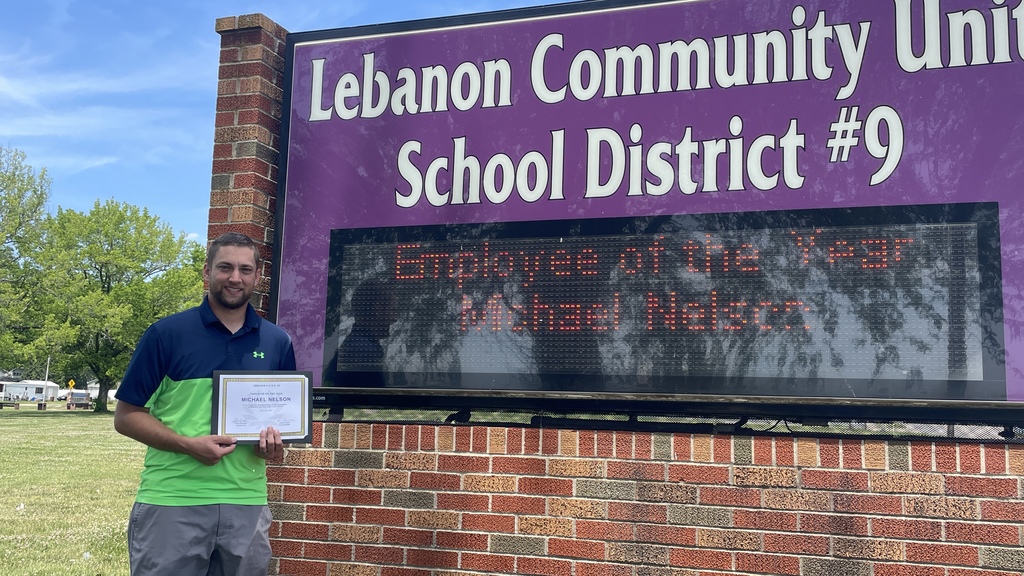 Lebanon Community Unit
School District #9
Employee of the Year
Michael Nelson
MICHAEL NELSON